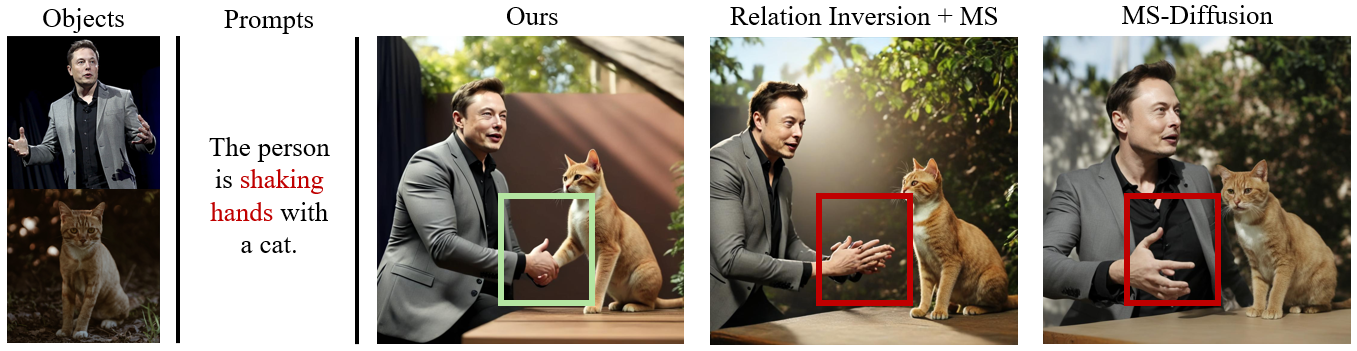 Objects
Prompts
Ours
Relation Inversion + MS
MS-Diffusion
The person
is shaking
hands with
a cat.